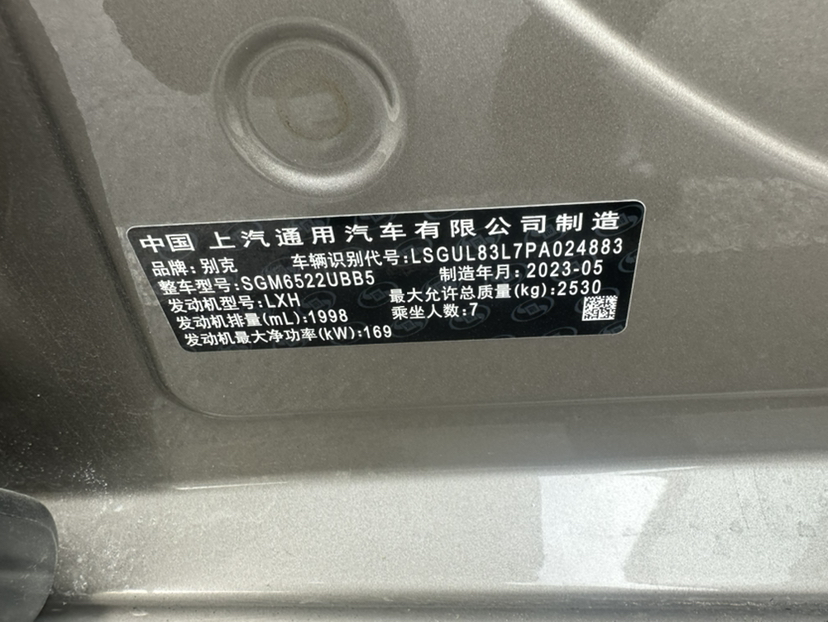 中国 上汽通用汽车有限公司制造
品牌:别克 车辆识别代号:LSGUL83L7PA024883
整车型号:SGM6522UBB5 制造年月:2023-05
发动机型号:LXH 最大允许总质量(kg):2530
发动机排量(mL):1998 乘坐人数:7
发动机最大净功率(kW):169